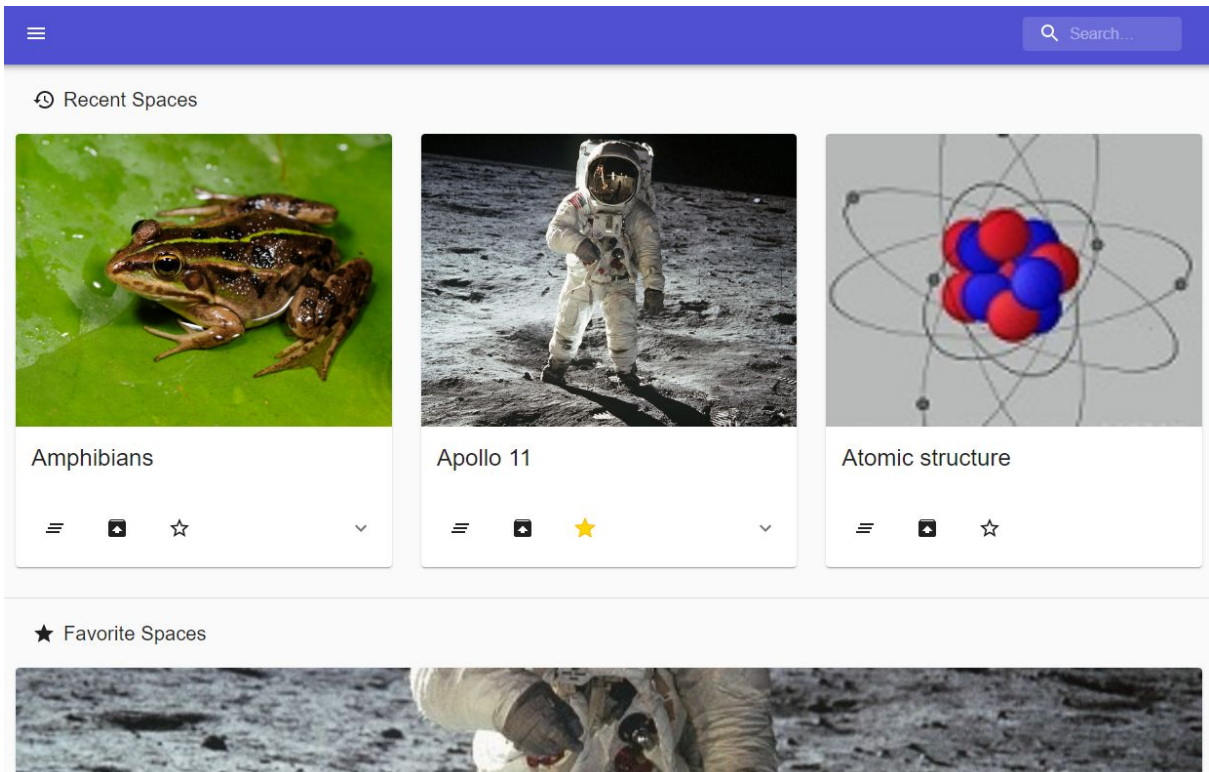 Search...
Recent Spaces
Amphibians
Apollo 11
Atomic structure
Favorite Spaces